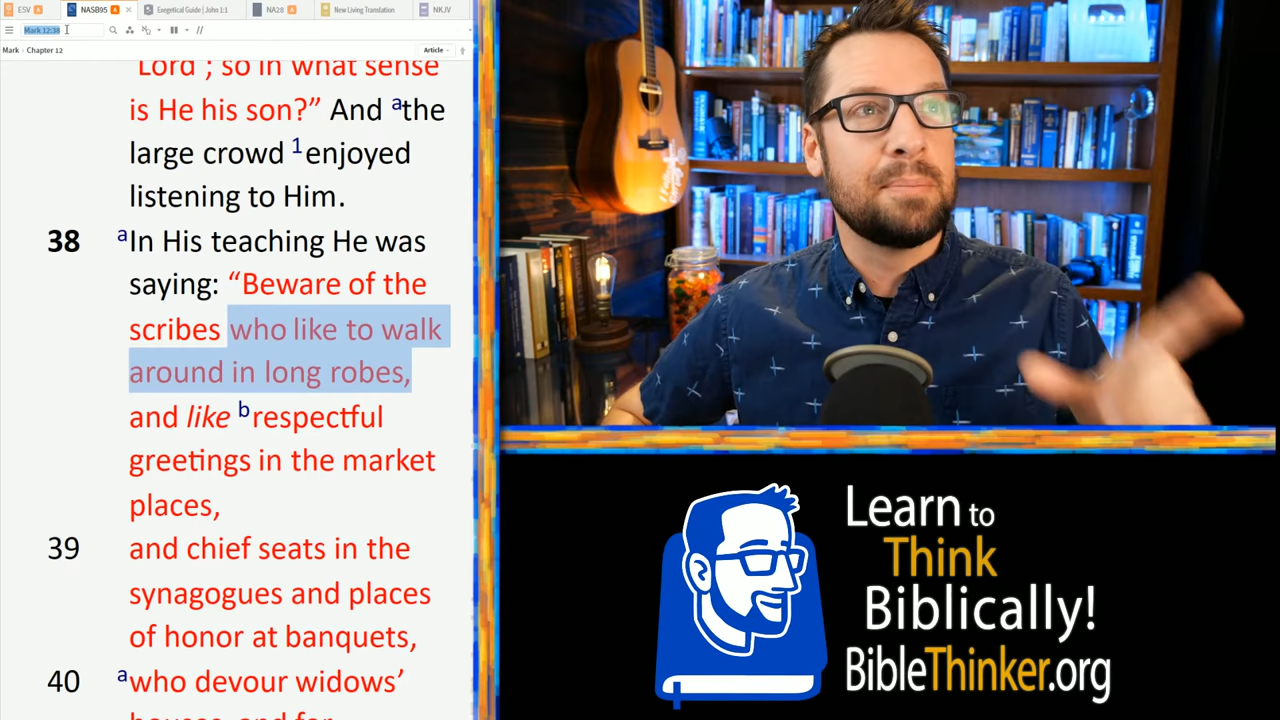 ESV A
NASB95 A ×
Exegetical Guide | John 1:1
NA28 A
New Living Translation
NKJV
Mark 12:38
Mark › Chapter 12
Article
"Lord"; so in what sense
is He his son?” And ᵃthe
large crowd ¹enjoyed
listening to Him.
38 ᵃIn His teaching He was
saying: “Beware of the
scribes who like to walk
around in long robes,
and like ᵇrespectful
greetings in the market
places,
39 and chief seats in the
synagogues and places
of honor at banquets,
40 ᵃwho devour widows’
houses, and for
Learn to
Think
Biblically!
BibleThinker.org